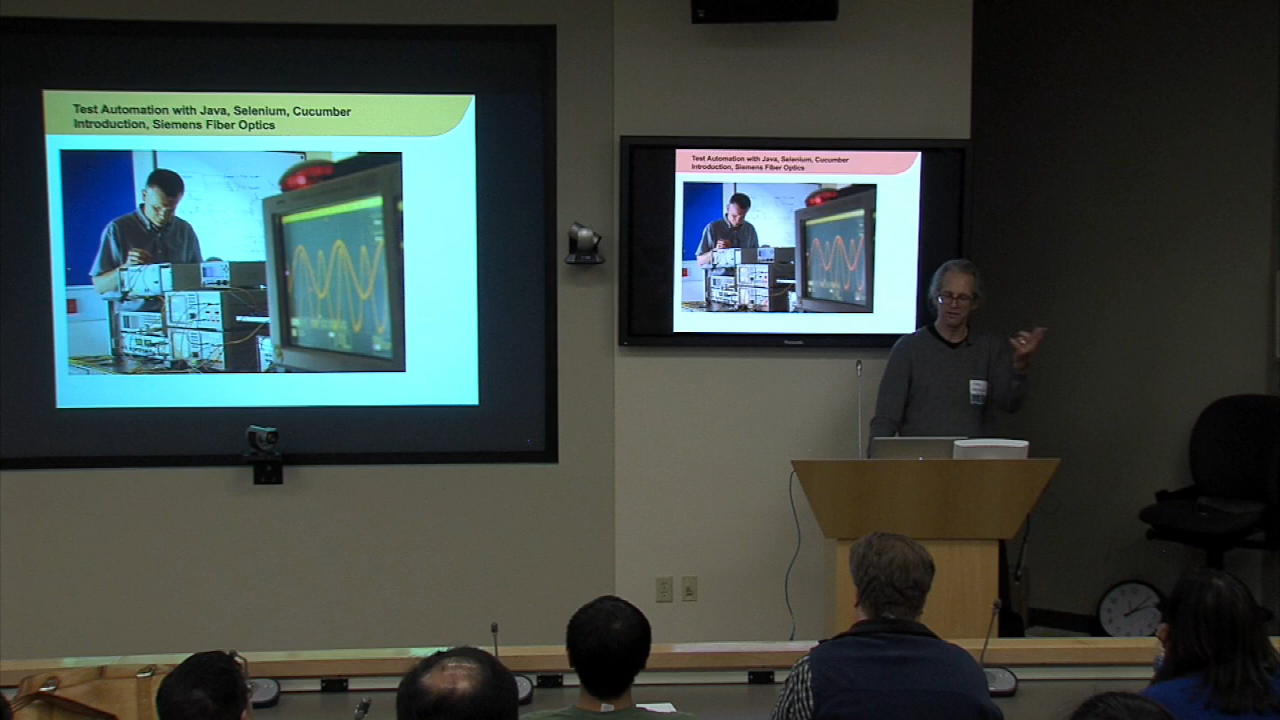 Test Automation with Java, Selenium, Cucumber
Introduction, Siemens Fiber Optics
Test Automation with Java, Selenium, Cucumber
Introduction, Siemens Fiber Optics
Panasonic